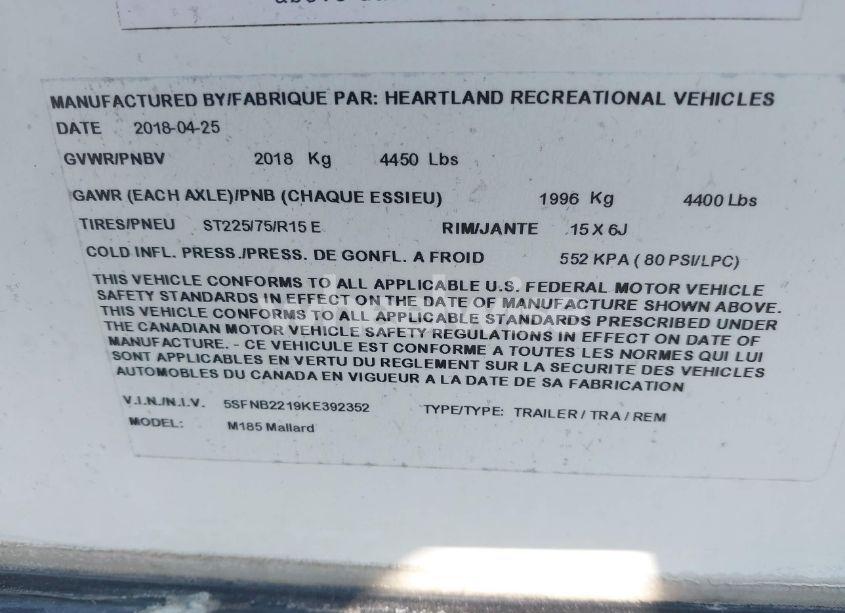 MANUFACTURED BY/FABRIQUE PAR: HEARTLAND RECREATIONAL VEHICLES
DATE 2018-04-25
GVWR/PNBV 2018 Kg 4450 Lbs
GAWR (EACH AXLE)/PNB (CHAQUE ESSIEU) 1996 Kg 4400 Lbs
TIRES/PNEU ST225/75/R15 E RIM/JANTE 15 X 6J
COLD INFL. PRESS./PRESS. DE GONFL. A FROID 552 KPA ( 80 PSI/LPC)
THIS VEHICLE CONFORMS TO ALL APPLICABLE U.S. FEDERAL MOTOR VEHICLE
SAFETY STANDARDS IN EFFECT ON THE DATE OF MANUFACTURE SHOWN ABOVE.
THIS VEHICLE CONFORMS TO ALL APPLICABLE STANDARDS PRESCRIBED UNDER
THE CANADIAN MOTOR VEHICLE SAFETY REGULATIONS IN EFFECT ON DATE OF
MANUFACTURE. - CE VEHICULE EST CONFORME A TOUTES LES NORMES QUI LUI
SONT APPLICABLES EN VERTU DU REGLEMENT SUR LA SECURITE DES VEHICLES
AUTOMOBILES DU CANADA EN VIGUEUR A LA DATE DE SA FABRICATION
V.I.N./N.I.V. 5SFNB2219KE392352 TYPE/TYPE: TRAILER / TRA / REM
MODEL: M185 Mallard